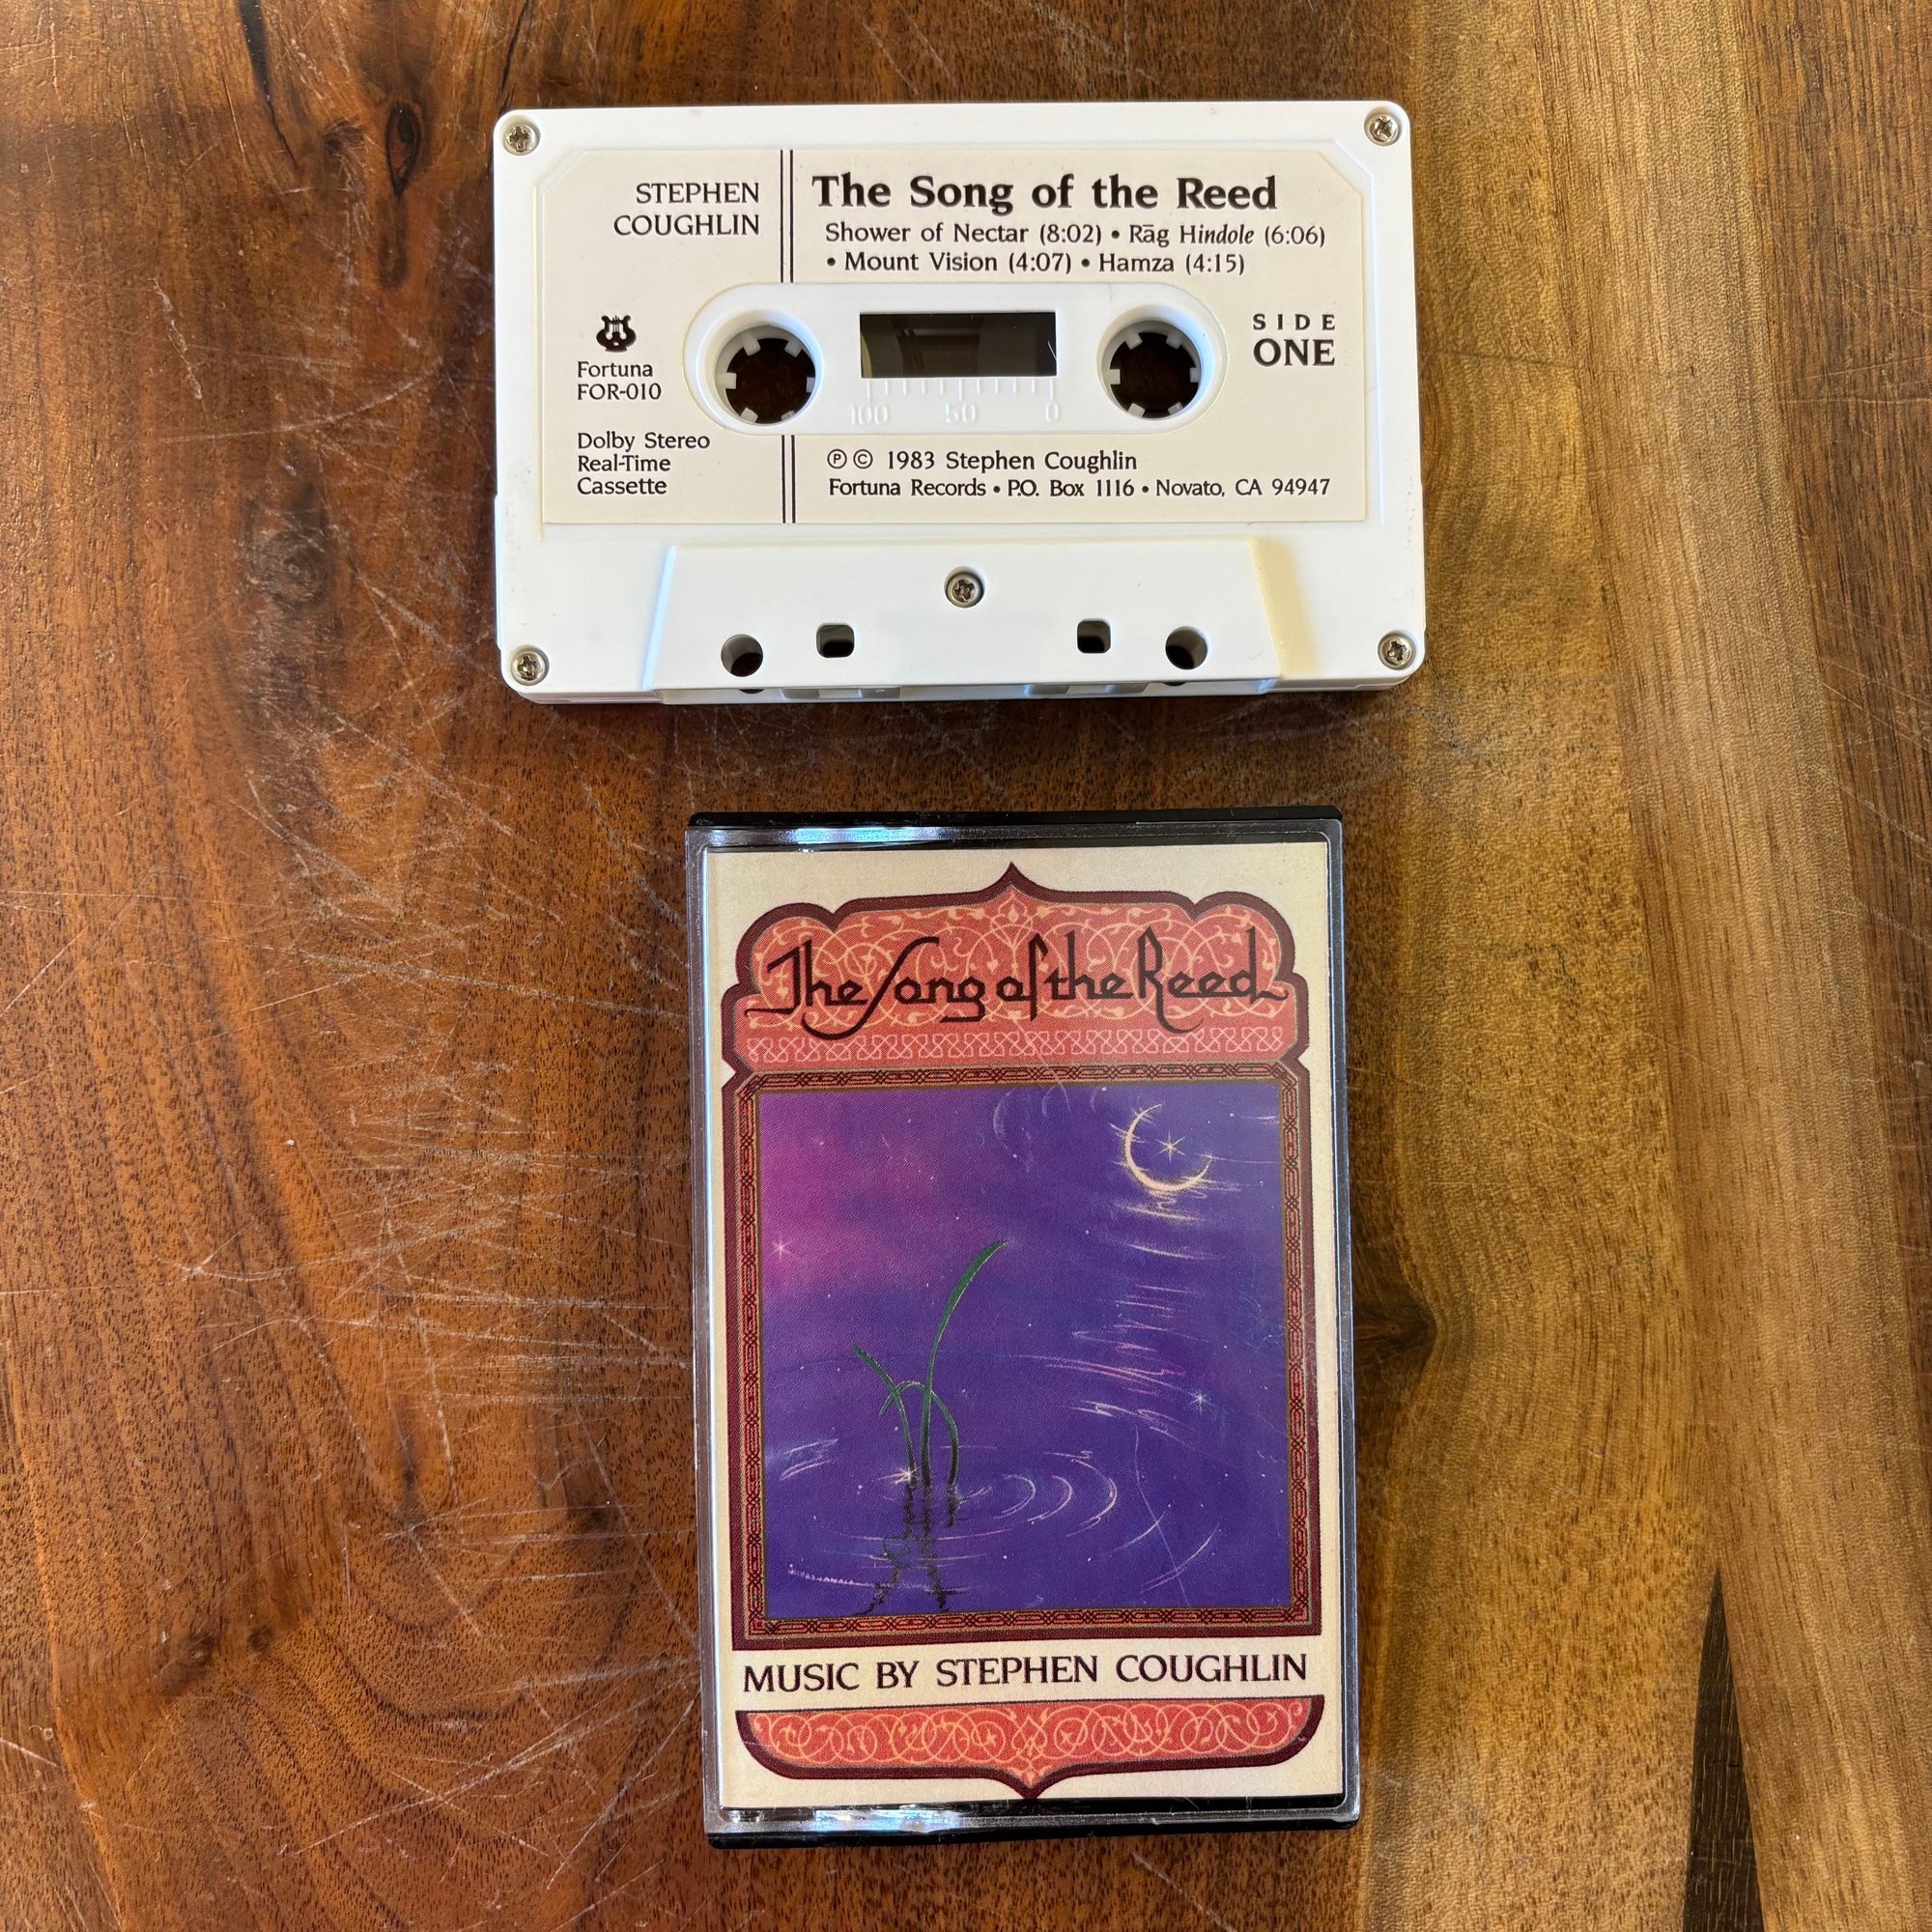 STEPHEN
COUGHLIN
The Song of the Reed
Shower of Nectar (8:02) • Rāg Hindole (6:06)
• Mount Vision (4:07) • Hamza (4:15)
Fortuna
FOR-010
SIDE
ONE
100 50 0
Dolby Stereo
Real-Time
Cassette
℗ © 1983 Stephen Coughlin
Fortuna Records • P.O. Box 1116 • Novato, CA 94947
The Song of the Reed
MUSIC BY STEPHEN COUGHLIN